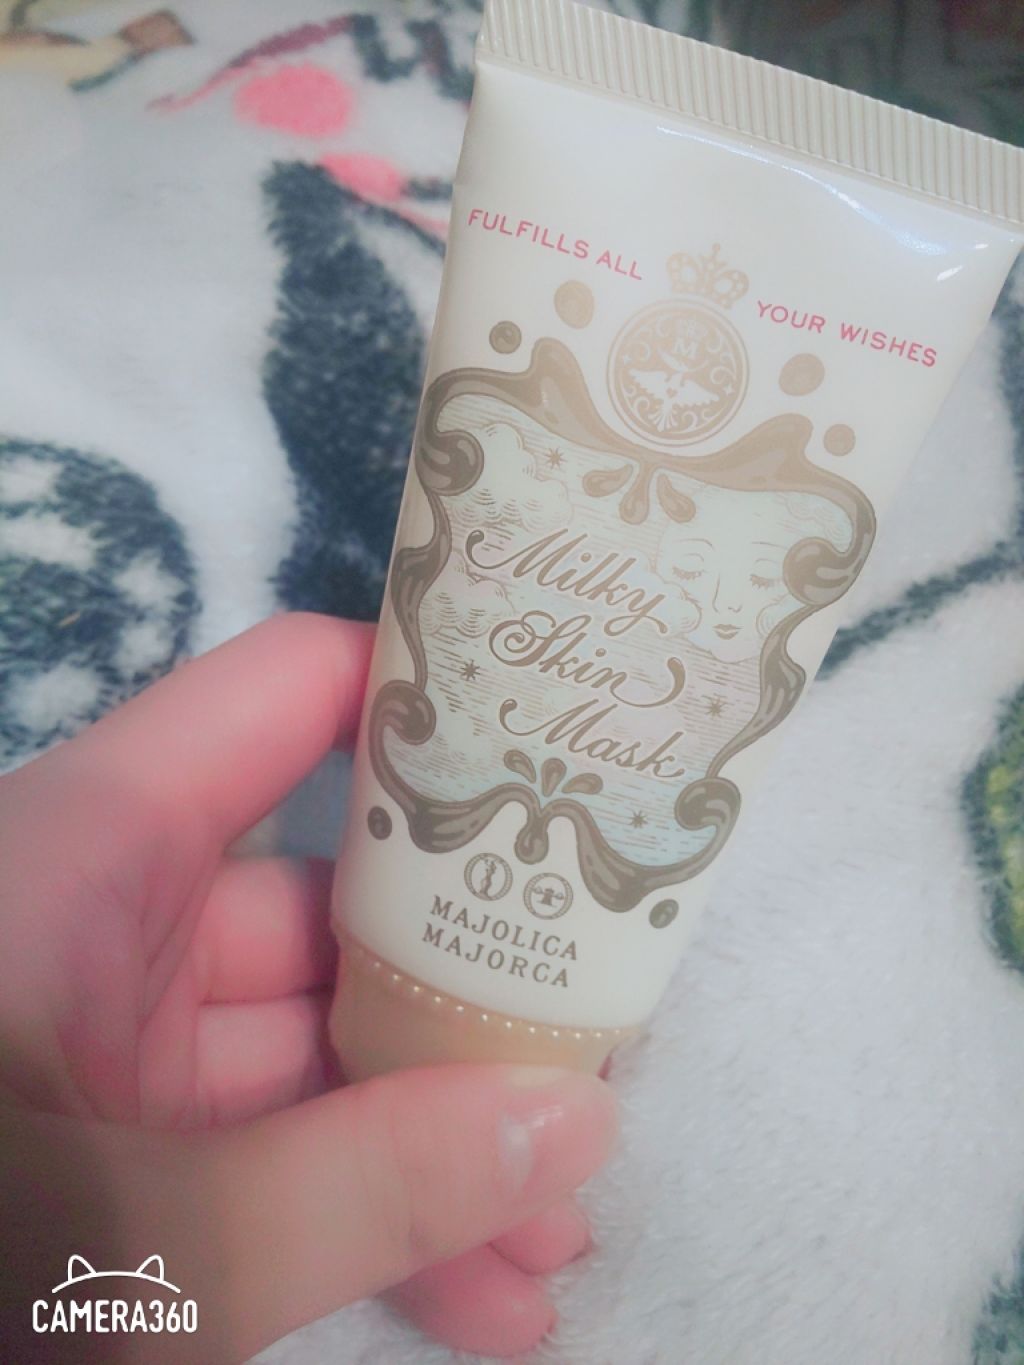 FULFILLS ALL YOUR WISHES
M
Milky
Skin
Mask
MAJOLICA
MAJORCA
CAMERA360